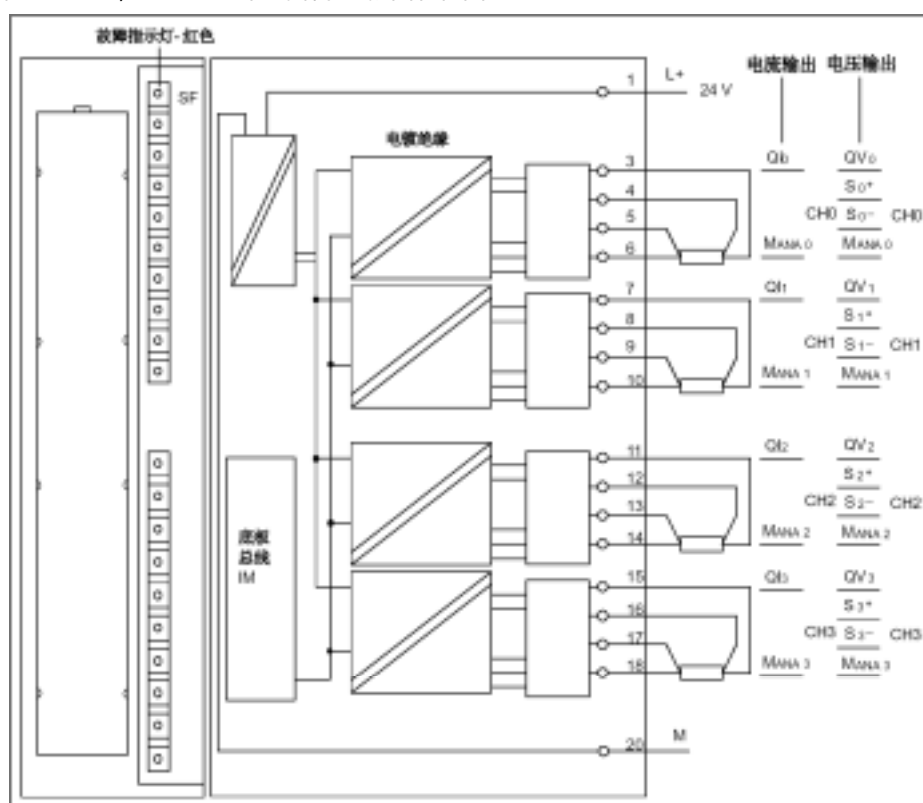 故障指示灯-红色
SF
电流输出 电压输出
1 L+
24 V
电镀绝缘
3 QI0 QV0
4 S0+
5 CH0 S0- CH0
6 MANA 0 MANA 0
7 QI1 QV1
8 S1+
9 CH1 S1- CH1
10 MANA 1 MANA 1
11 QI2 QV2
12 S2+
13 CH2 S2- CH2
14 MANA 2 MANA 2
15 QI3 QV3
16 S3+
17 CH3 S3- CH3
18 MANA 3 MANA 3
底板
总线
IM
20 M